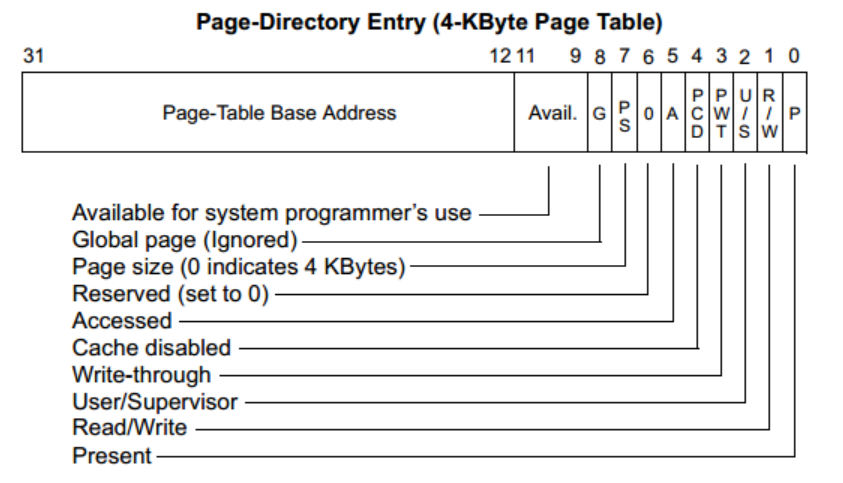 Page-Directory Entry (4-KByte Page Table)
31 12 11 9 8 7 6 5 4 3 2 1 0
Page-Table Base Address Avail. G PS 0 A PCD PWT U/S R/W P
Available for system programmer's use
Global page (Ignored)
Page size (0 indicates 4 KBytes)
Reserved (set to 0)
Accessed
Cache disabled
Write-through
User/Supervisor
Read/Write
Present